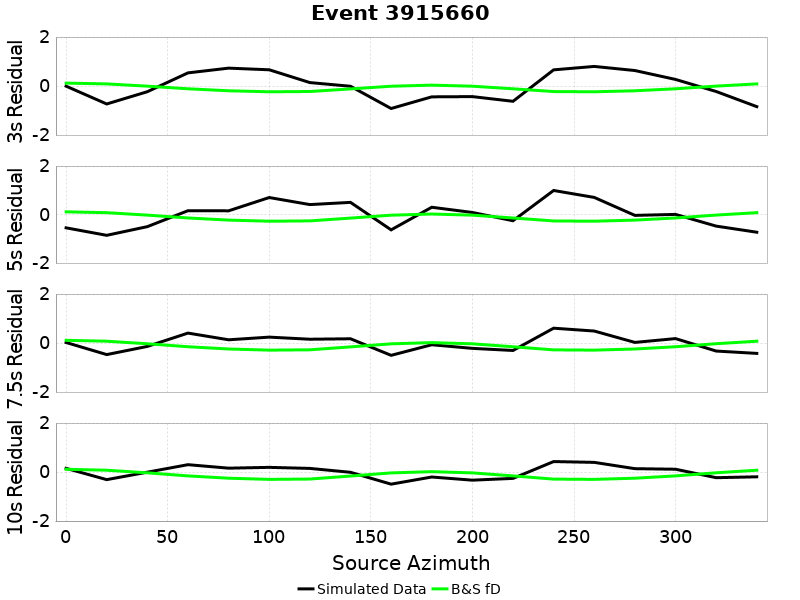 Event 3915660
3s Residual
2
0
-2
5s Residual
2
0
-2
7.5s Residual
2
0
-2
10s Residual
2
0
-2
0 50 100 150 200 250 300
Source Azimuth
Simulated Data B&S fD